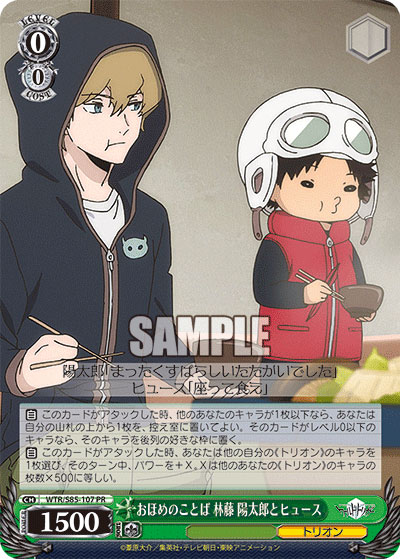 LEVEL
0
0
COST
SAMPLE
陽太郎「まったくすばらしいたたかいでした」
ヒュース「座って食え」
自 このカードがアタックした時、他のあなたのキャラが1枚以下なら、あなたは自分の山札の上から1枚を、控え室に置いてよい。そのカードがレベル0以下のキャラなら、そのキャラを後列の好きな枠に置く。
自 このカードがアタックした時、あなたは自分の《トリオン》のキャラを1枚選び、そのターン中、パワーを+X。Xは他のあなたの《トリオン》のキャラの枚数×500に等しい。
CH WTR/S85-107 PR
1500
おほめのことば 林藤 陽太郎とヒュース
トリオン
©葦原大介／集英社・テレビ朝日・東映アニメーション